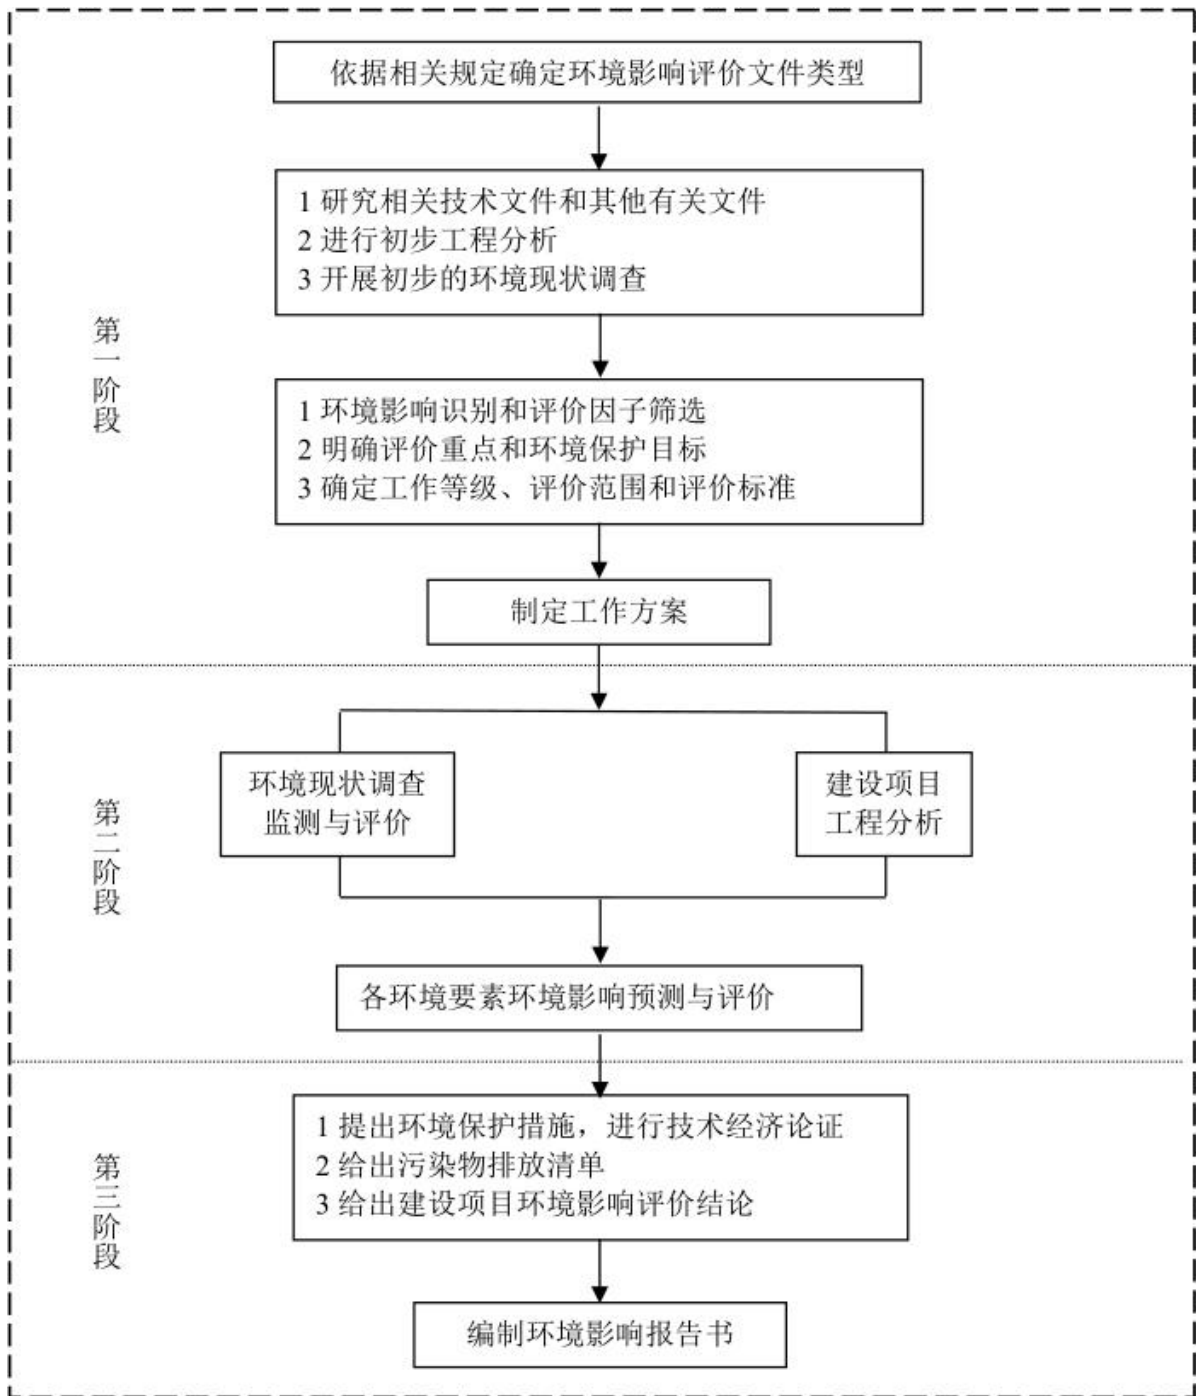 依据相关规定确定环境影响评价文件类型
1 研究相关技术文件和其他有关文件
2 进行初步工程分析
3 开展初步的环境现状调查
第一阶段
1 环境影响识别和评价因子筛选
2 明确评价重点和环境保护目标
3 确定工作等级、评价范围和评价标准
制定工作方案
第二阶段
环境现状调查
监测与评价
建设项目
工程分析
各环境要素环境影响预测与评价
第三阶段
1 提出环境保护措施，进行技术经济论证
2 给出污染物排放清单
3 给出建设项目环境影响评价结论
编制环境影响报告书